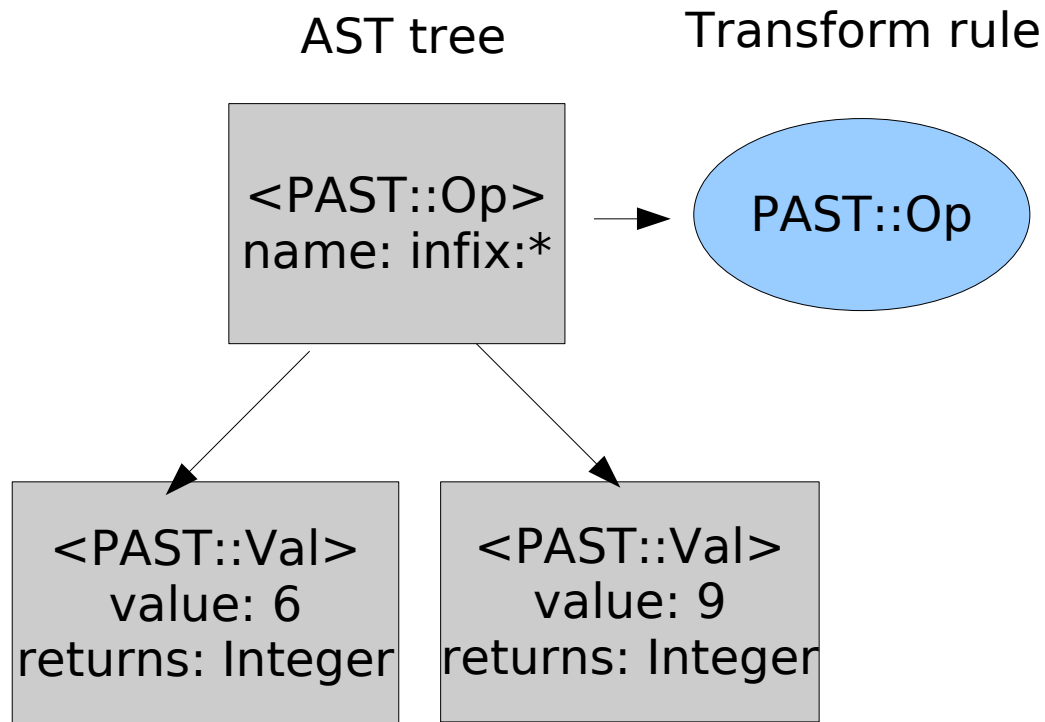 AST tree
Transform rule
<PAST::Op>
name: infix:*
PAST::Op
<PAST::Val>
value: 6
returns: Integer
<PAST::Val>
value: 9
returns: Integer